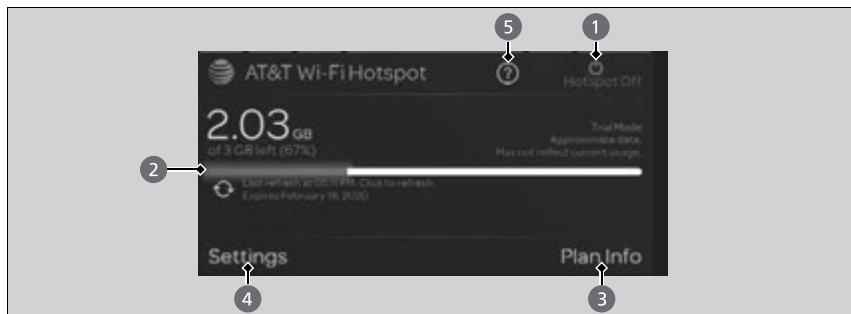 5
1
AT&T Wi-Fi Hotspot
?
Hotspot Off
2.03 GB
of 3 GB left (67%)
Trial Mode
Approximate data.
May not reflect current usage.
2
Last refresh at 05:11 PM. Click to refresh.
Expires February 18, 2020
Settings
Plan Info
4
3